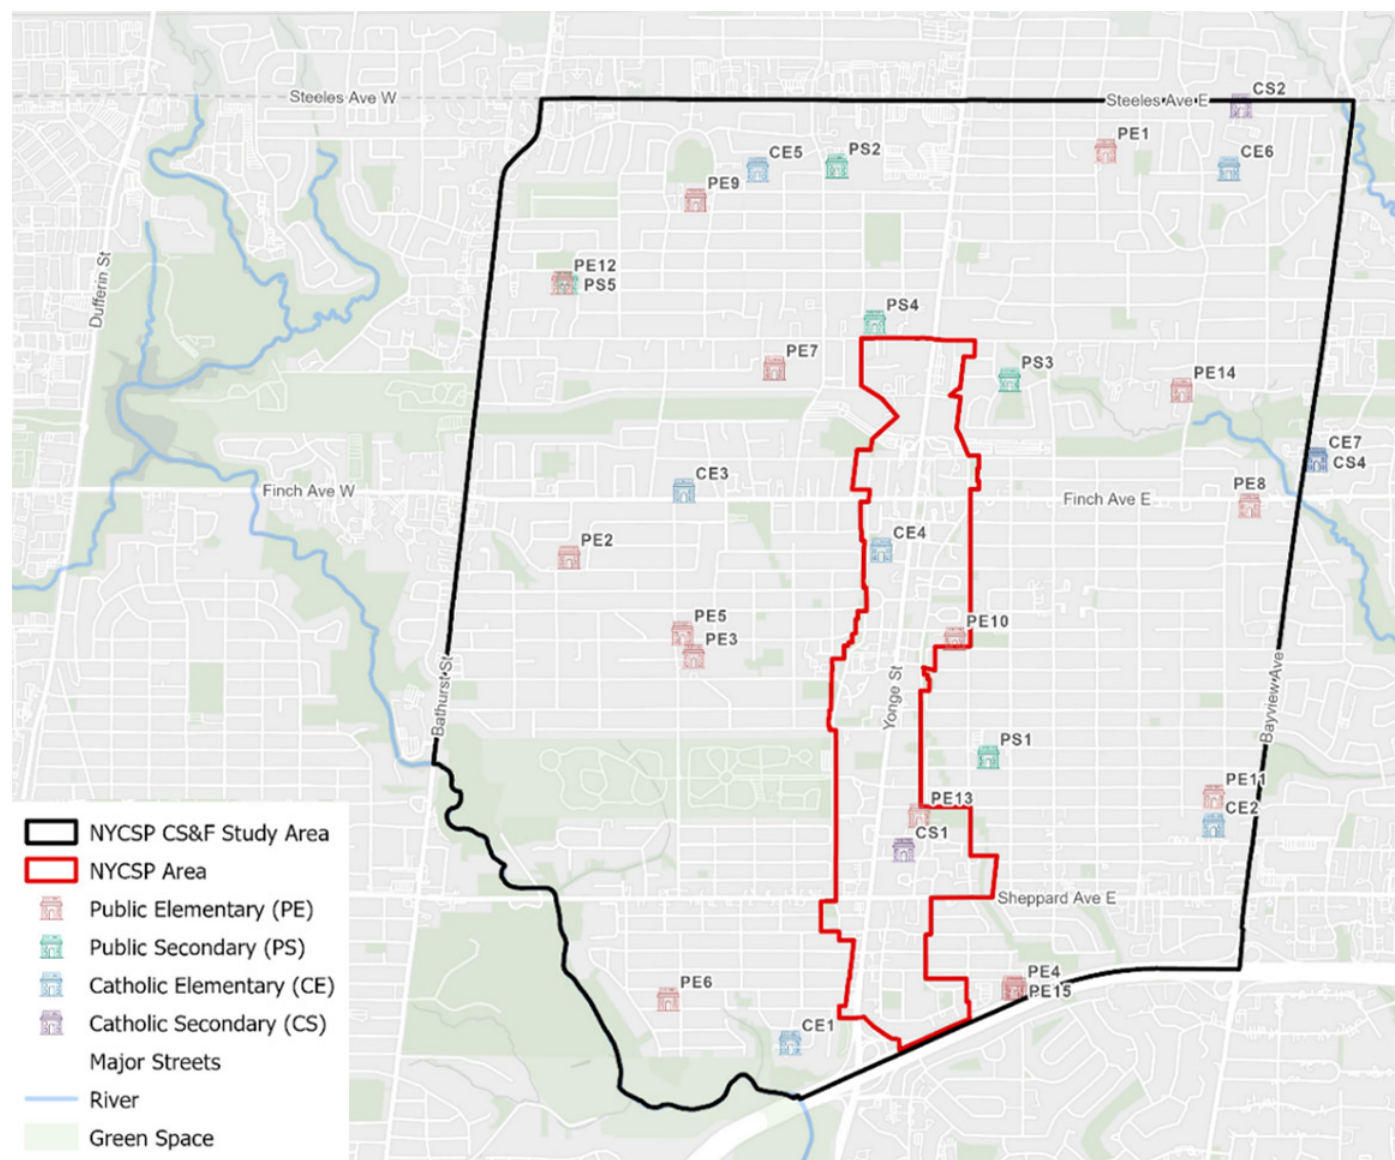 Steeles Ave W
Steeles Ave E
CS2
PE1
CE5
PS2
CE6
PE9
Dufferin St
PE12
PS5
PS4
PE7
PS3
PE14
CE7
CS4
CE3
Finch Ave W
PE8
Finch Ave E
PE2
CE4
PE5
PE3
PE10
Bathurst St
Yonge St
Bayview Ave
PS1
PE11
PE13
CE2
CS1
Sheppard Ave E
PE4
PE15
PE6
CE1
NYCSP CS&F Study Area
NYCSP Area
Public Elementary (PE)
Public Secondary (PS)
Catholic Elementary (CE)
Catholic Secondary (CS)
Major Streets
River
Green Space